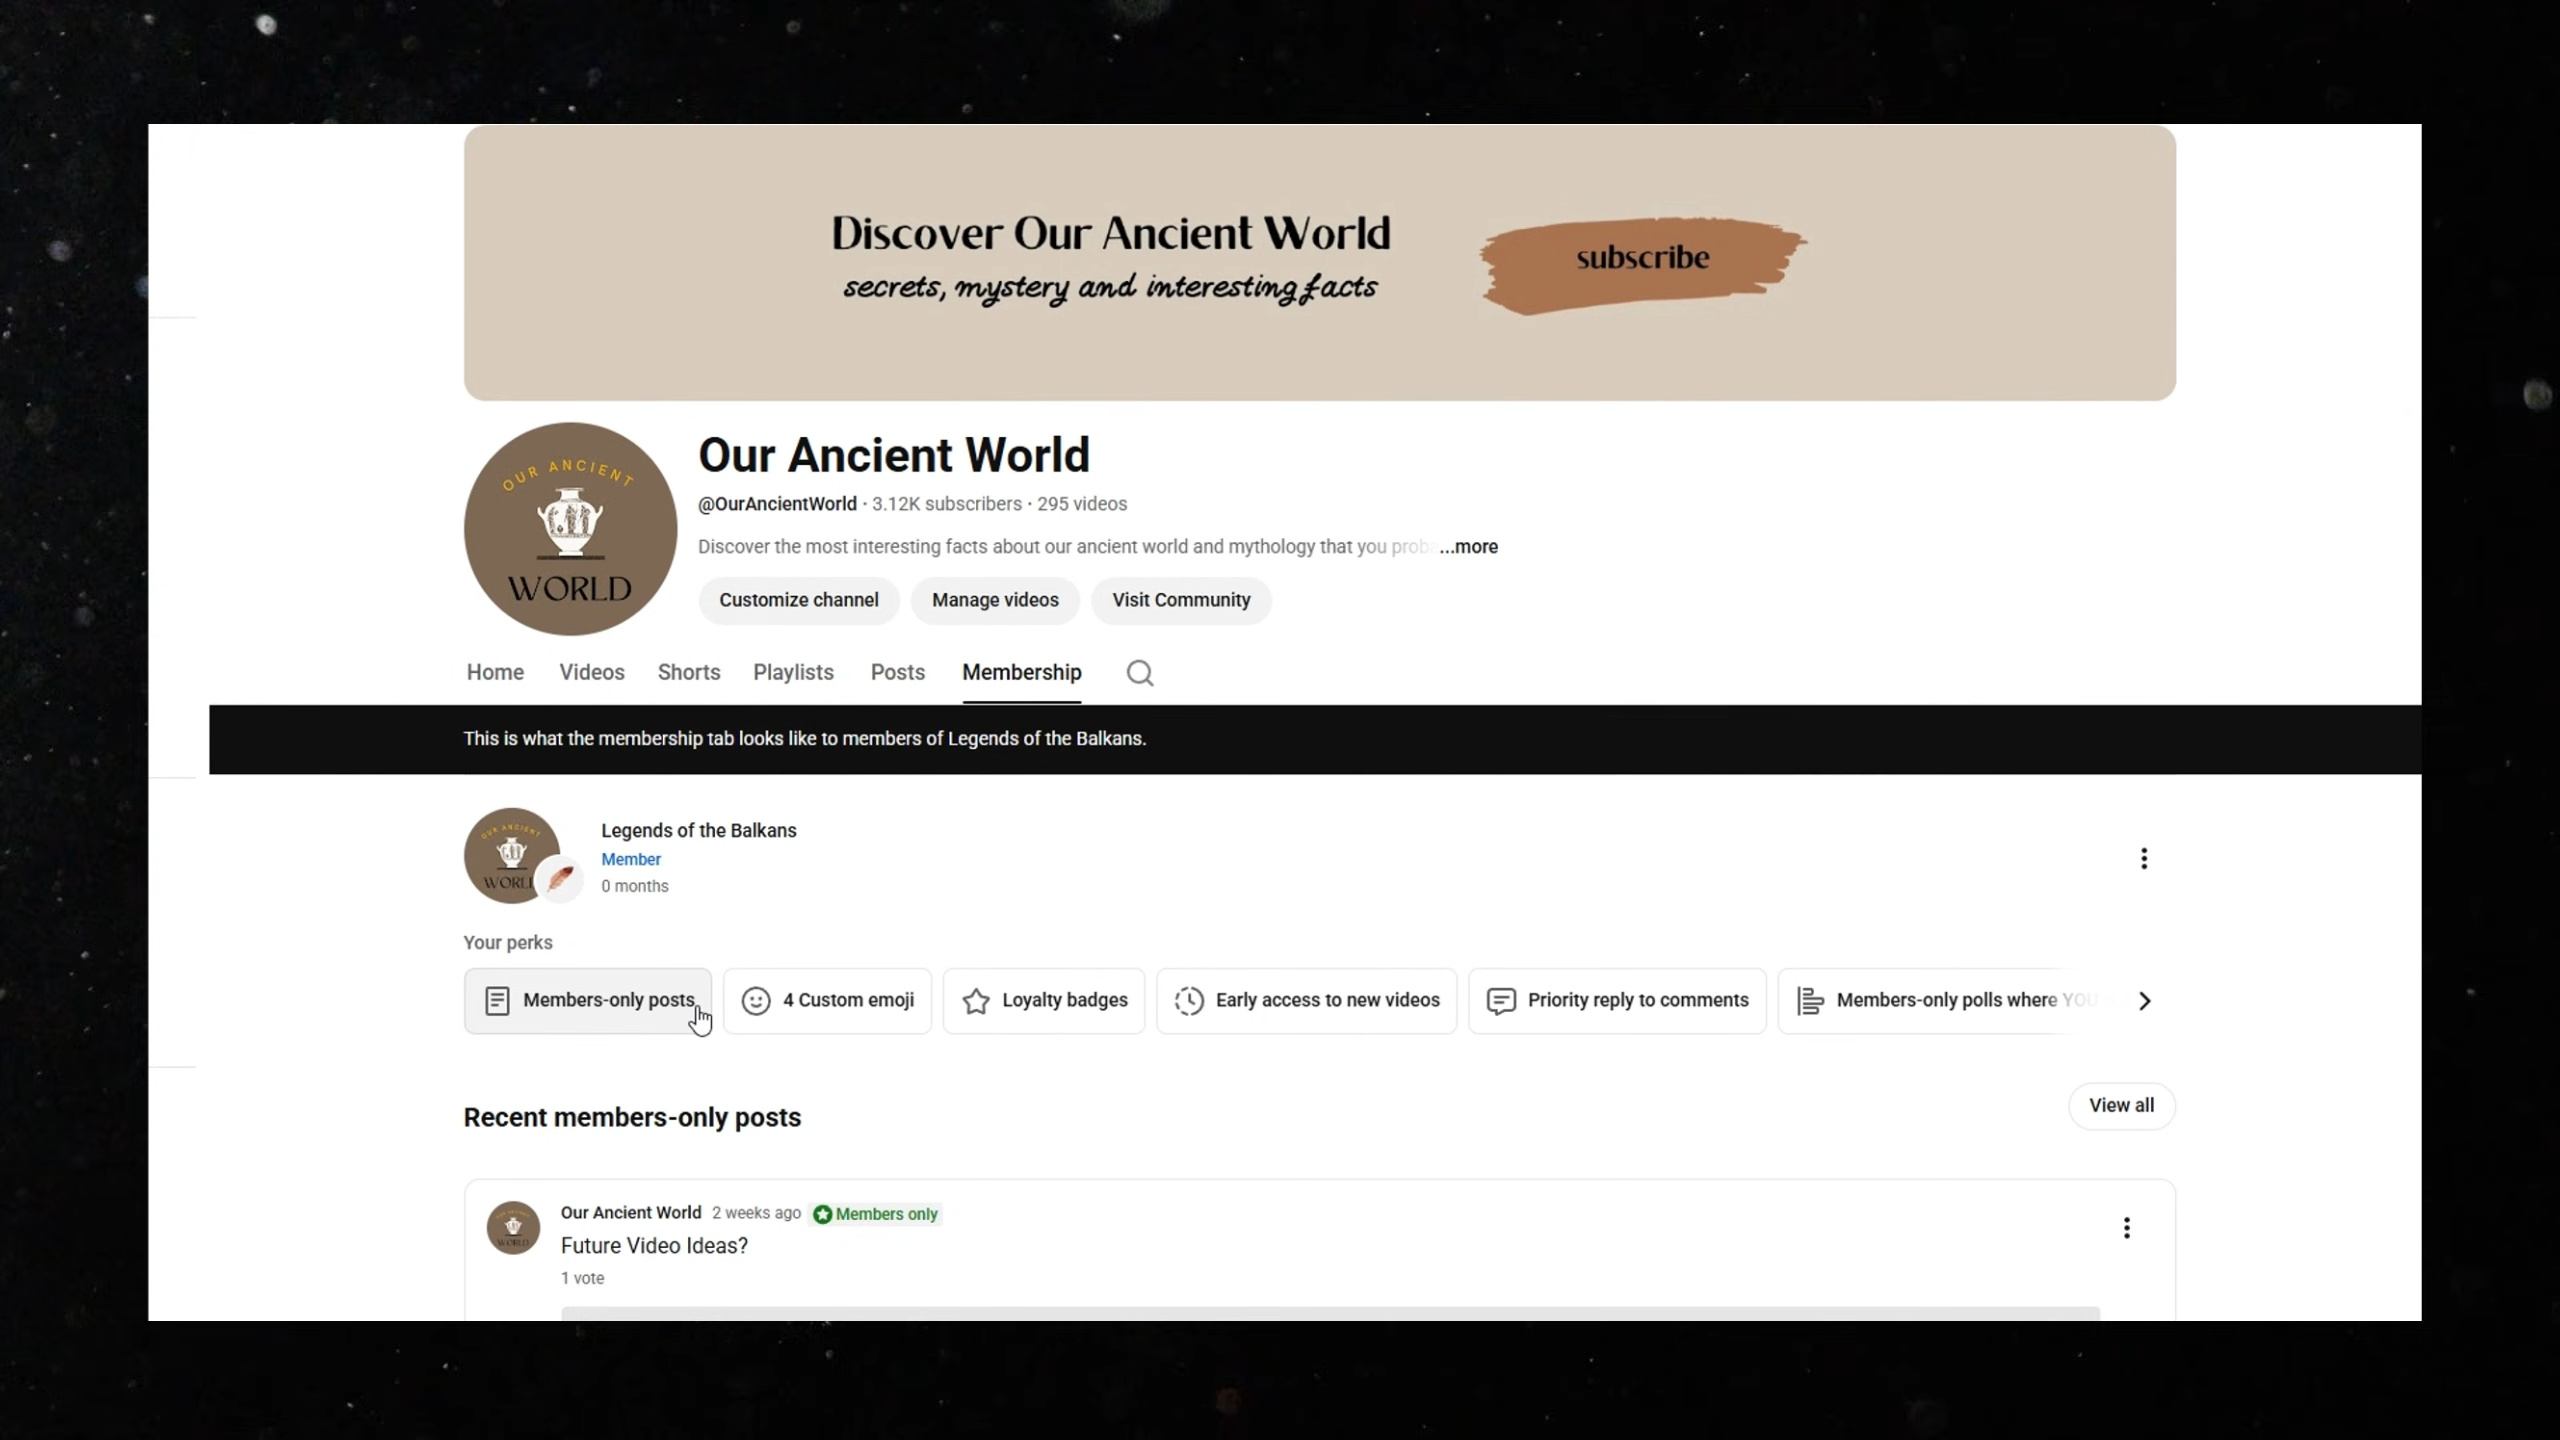 Discover Our Ancient World
secrets, mystery and interesting facts
subscribe
OUR ANCIENT
WORLD
Our Ancient World
@OurAncientWorld · 3.12K subscribers · 295 videos
Discover the most interesting facts about our ancient world and mythology that you ...more
Customize channel
Manage videos
Visit Community
Home
Videos
Shorts
Playlists
Posts
Membership
This is what the membership tab looks like to members of Legends of the Balkans.
Legends of the Balkans
Member
0 months
Your perks
Members-only posts
4 Custom emoji
Loyalty badges
Early access to new videos
Priority reply to comments
Members-only polls where YOU
Recent members-only posts
View all
Our Ancient World 2 weeks ago Members only
Future Video Ideas?
1 vote